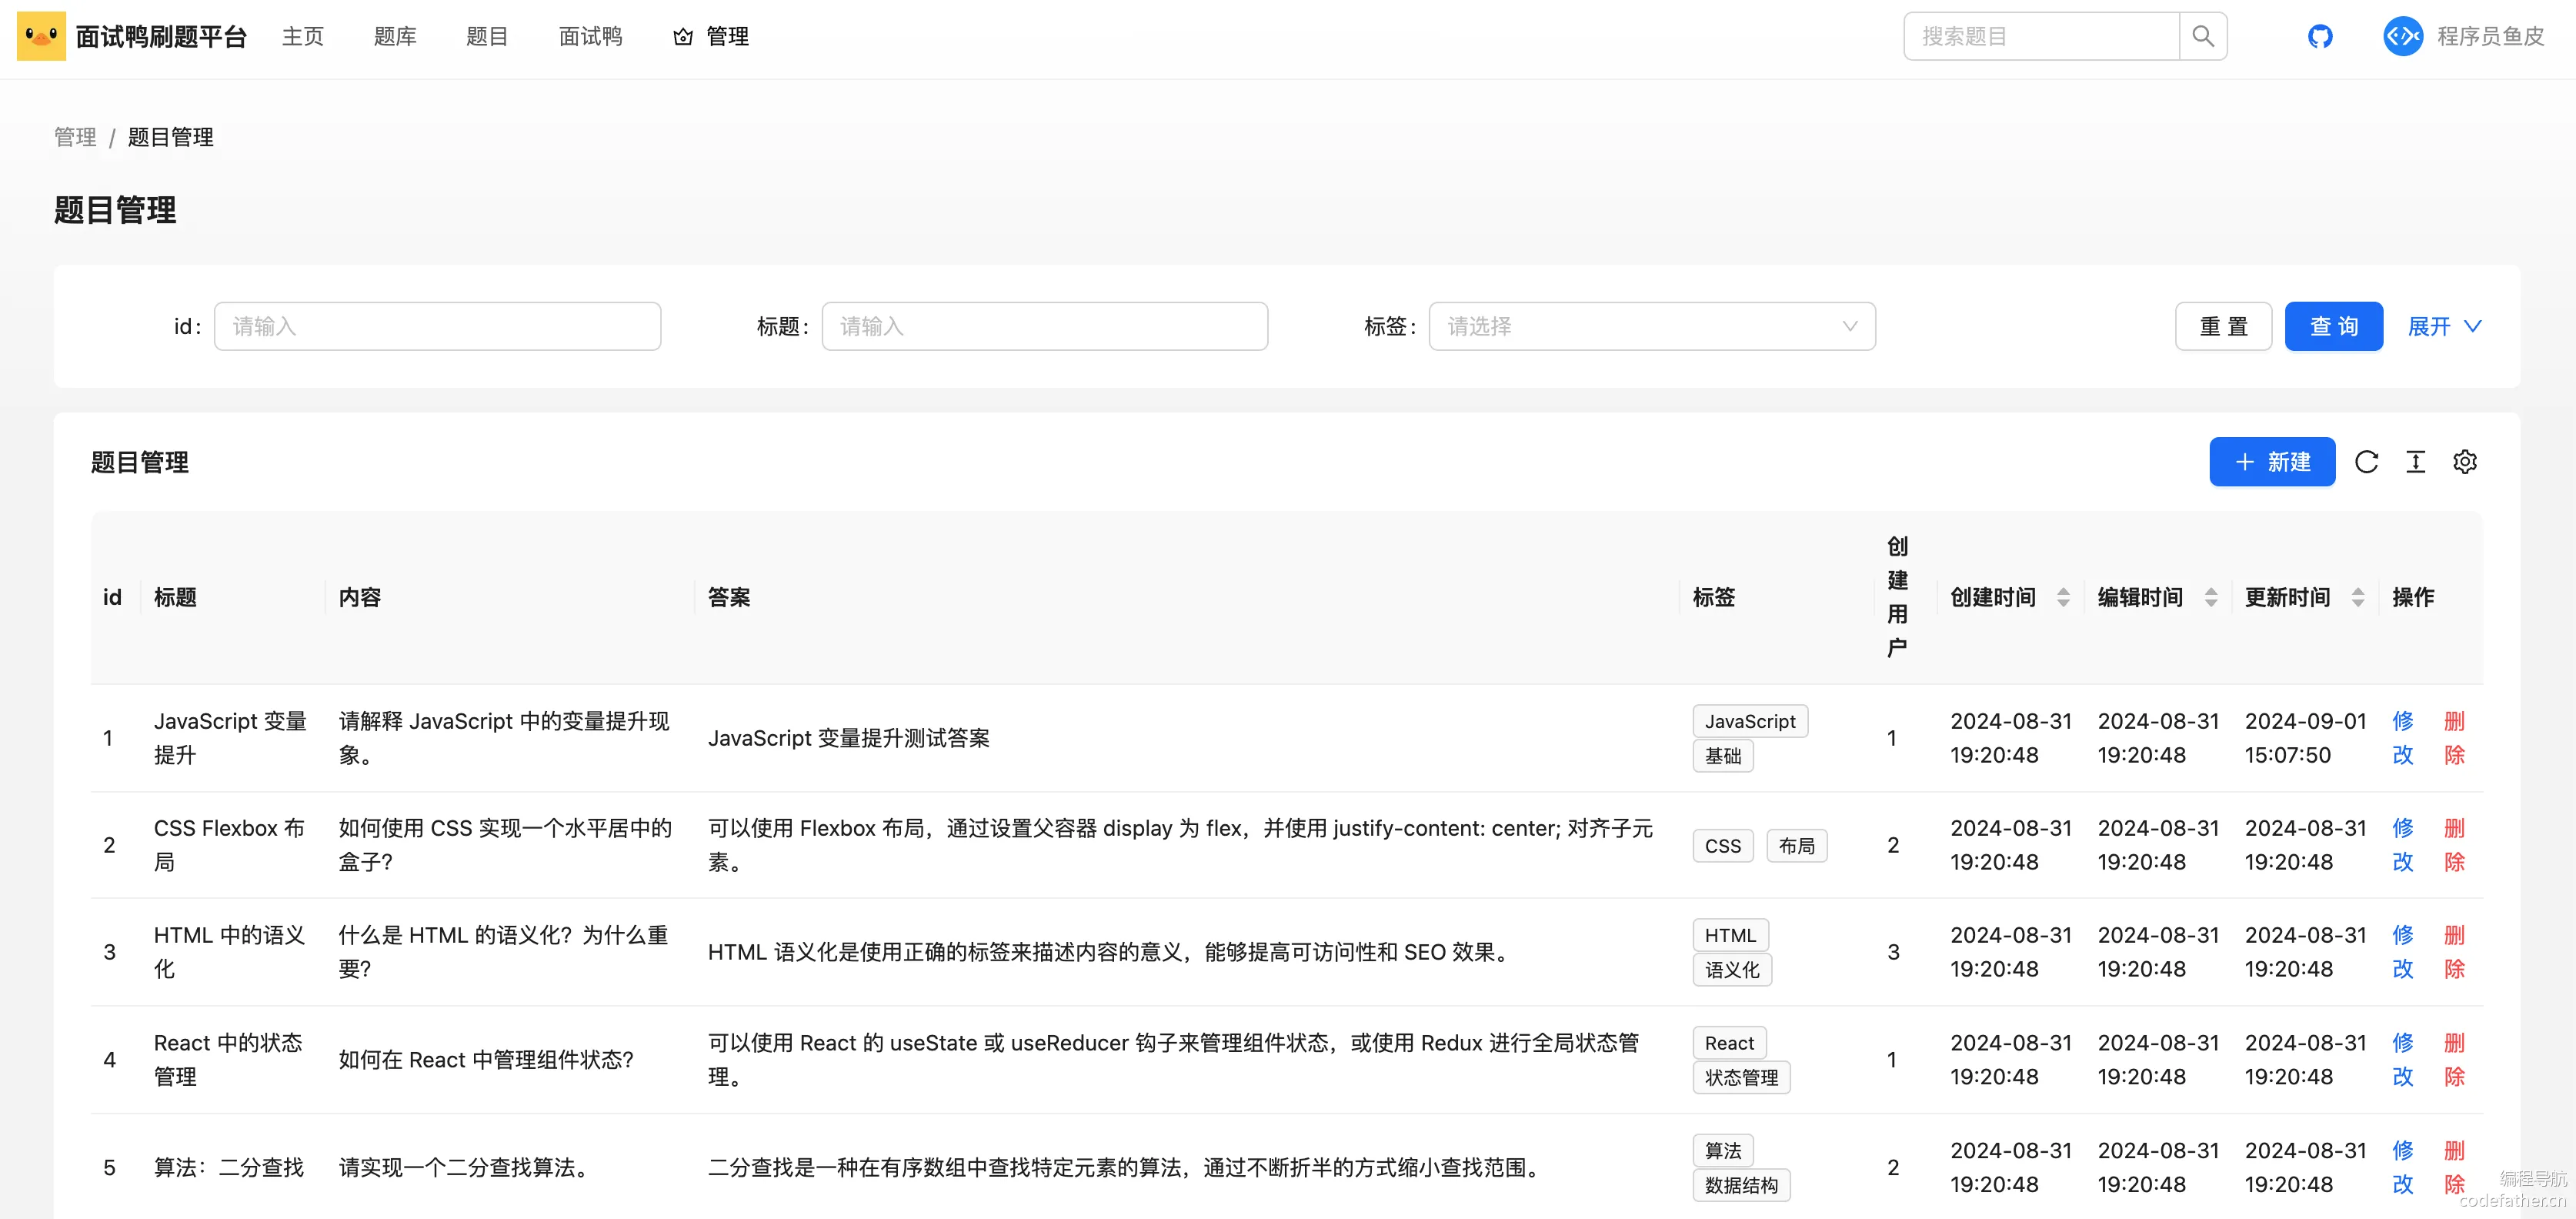 面试鸭刷题平台 主页 题库 题目 面试鸭 管理 搜索题目 程序员鱼皮
管理 / 题目管理
题目管理
id: 请输入 标题: 请输入 标签: 请选择 重 置 查 询 展开
题目管理 新建
id 标题 内容 答案 标签 创建用户 创建时间 编辑时间 更新时间 操作
1 JavaScript 变量提升 请解释 JavaScript 中的变量提升现象。 JavaScript 变量提升测试答案 JavaScript 基础 1 2024-08-31 19:20:48 2024-08-31 19:20:48 2024-09-01 15:07:50 修改 删除
2 CSS Flexbox 布局 如何使用 CSS 实现一个水平居中的盒子？ 可以使用 Flexbox 布局，通过设置父容器 display 为 flex，并使用 justify-content: center; 对齐子元素。 CSS 布局 2 2024-08-31 19:20:48 2024-08-31 19:20:48 2024-08-31 19:20:48 修改 删除
3 HTML 中的语义化 什么是 HTML 的语义化？为什么重要？ HTML 语义化是使用正确的标签来描述内容的意义，能够提高可访问性和 SEO 效果。 HTML 语义化 3 2024-08-31 19:20:48 2024-08-31 19:20:48 2024-08-31 19:20:48 修改 删除
4 React 中的状态管理 如何在 React 中管理组件状态？ 可以使用 React 的 useState 或 useReducer 钩子来管理组件状态，或使用 Redux 进行全局状态管理。 React 状态管理 1 2024-08-31 19:20:48 2024-08-31 19:20:48 2024-08-31 19:20:48 修改 删除
5 算法：二分查找 请实现一个二分查找算法。 二分查找是一种在有序数组中查找特定元素的算法，通过不断折半的方式缩小查找范围。 算法 数据结构 2 2024-08-31 19:20:48 2024-08-31 19:20:48 2024-08-31 19:20:48 修改 删除
编程导航
codefather.cn